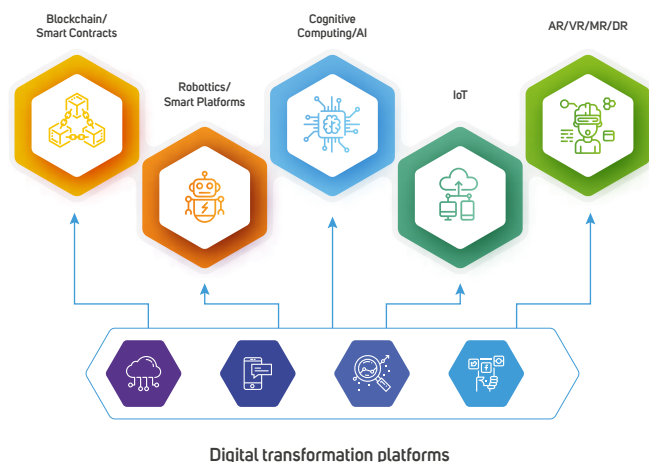 Blockchain/
Smart Contracts
Robottics/
Smart Platforms
Cognitive
Computing/AI
IoT
AR/VR/MR/DR
Digital transformation platforms